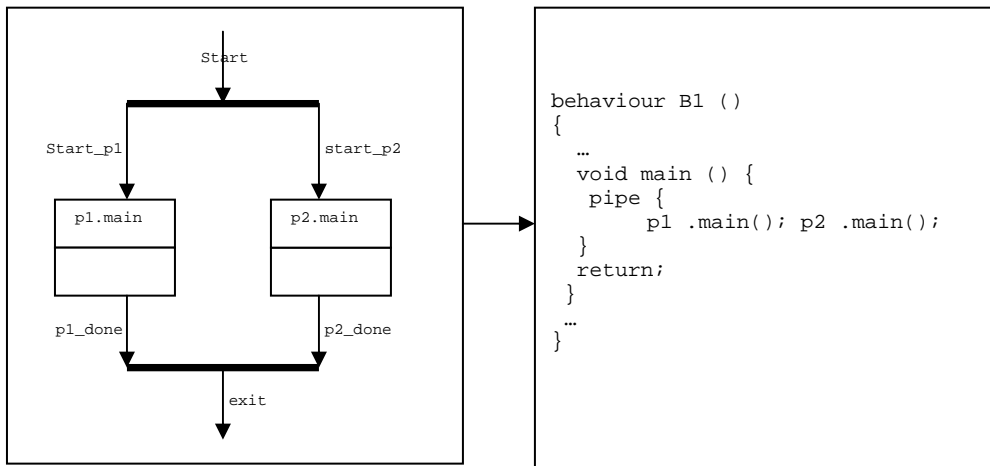 Start
Start_p1
start_p2
p1.main
p2.main
p1_done
p2_done
exit
behaviour B1 ()
{
…
void main () {
pipe {
p1 .main(); p2 .main();
}
return;
}
…
}